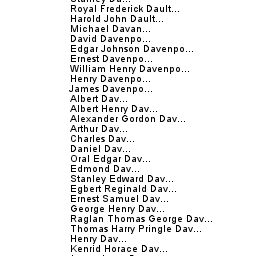 Royal Frederick Dault...
Harold John Dault...
Michael Davan...
David Davenpo...
Edgar Johnson Davenpo...
Ernest Davenpo...
William Henry Davenpo...
Henry Davenpo...
James Davenpo...
Albert Dav...
Albert Henry Dav...
Alexander Gordon Dav...
Arthur Dav...
Charles Dav...
Daniel Dav...
Oral Edgar Dav...
Edmond Dav...
Stanley Edward Dav...
Egbert Reginald Dav...
Ernest Samuel Dav...
George Henry Dav...
Raglan Thomas George Dav...
Thomas Harry Pringle Dav...
Henry Dav...
Kenrid Horace Dav...